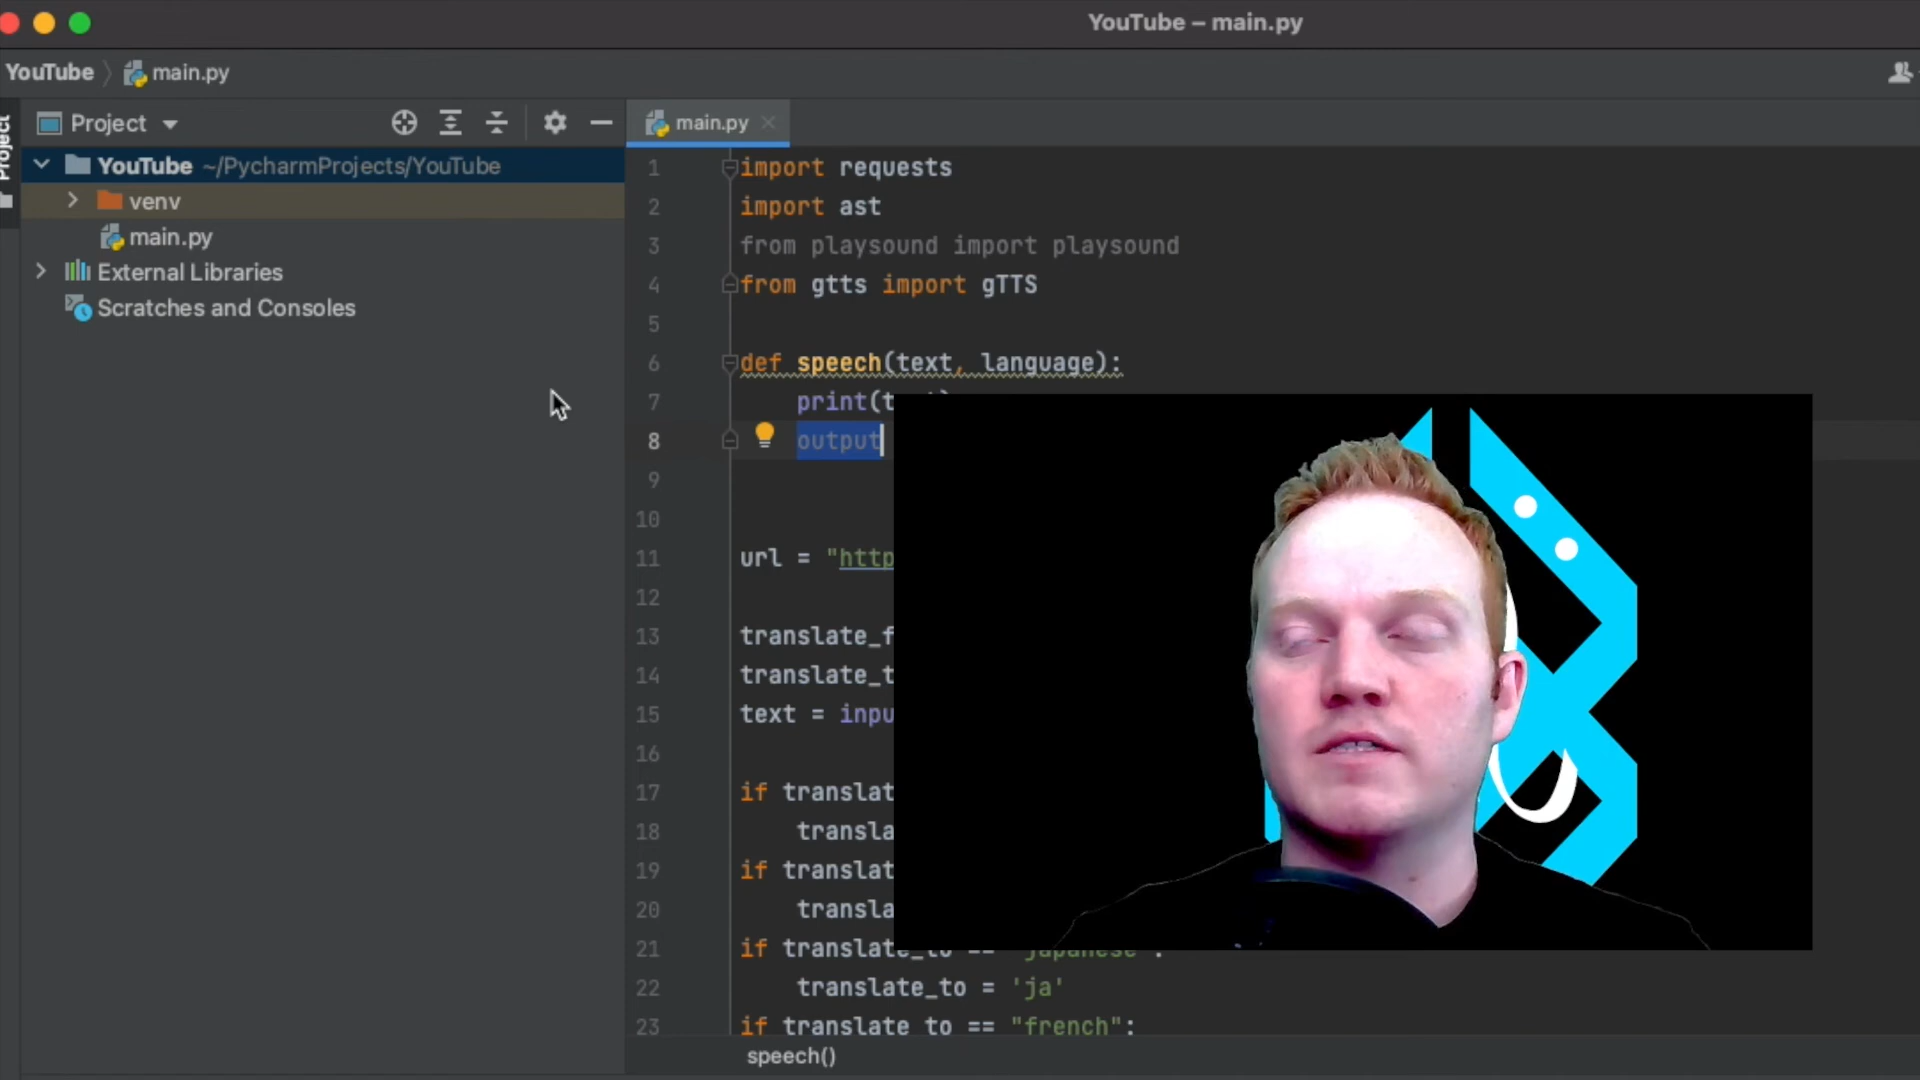 YouTube – main.py
YouTube main.py
Project
Project
YouTube ~/PycharmProjects/YouTube
venv
main.py
External Libraries
Scratches and Consoles
main.py
1 import requests
2 import ast
3 from playsound import playsound
4 from gtts import gTTS
5
6 def speech(text, language):
7 print(
8 output
9
10
11 url = "http
12
13 translate_f
14 translate_t
15 text = inpu
16
17 if translat
18 transla
19 if translat
20 transla
21 if translate_to == "japanese":
22 translate_to = 'ja'
23 if translate_to == "french":
speech()